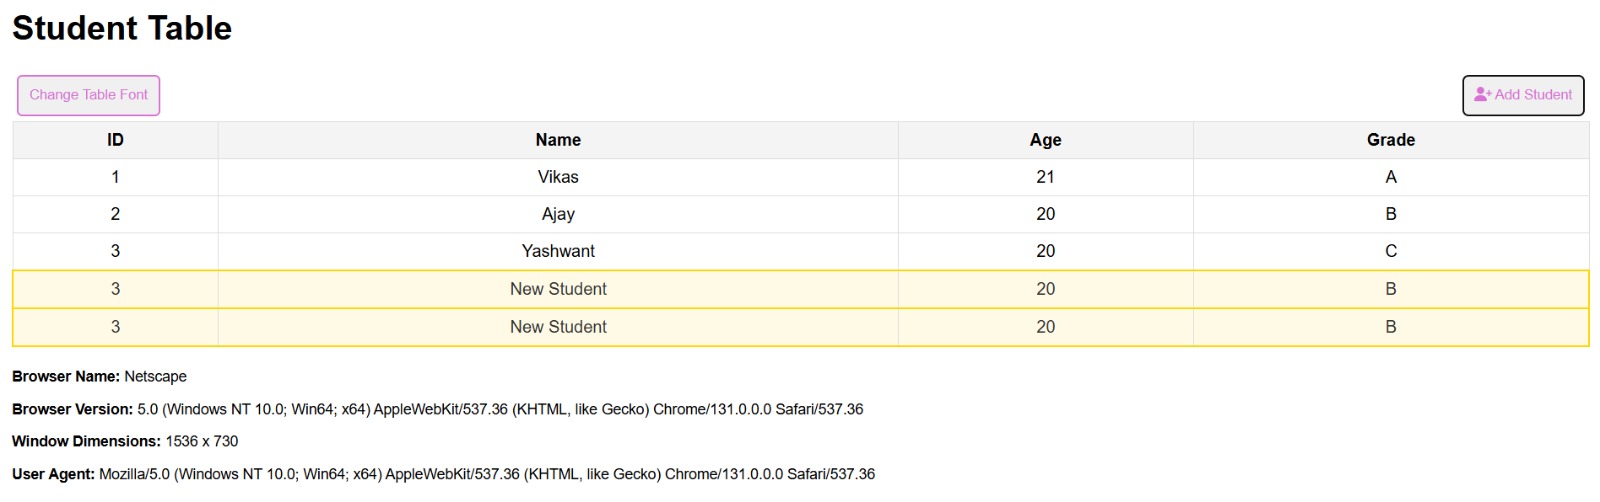 Student Table
Change Table Font
Add Student
ID Name Age Grade
1 Vikas 21 A
2 Ajay 20 B
3 Yashwant 20 C
3 New Student 20 B
3 New Student 20 B
Browser Name: Netscape
Browser Version: 5.0 (Windows NT 10.0; Win64; x64) AppleWebKit/537.36 (KHTML, like Gecko) Chrome/131.0.0.0 Safari/537.36
Window Dimensions: 1536 x 730
User Agent: Mozilla/5.0 (Windows NT 10.0; Win64; x64) AppleWebKit/537.36 (KHTML, like Gecko) Chrome/131.0.0.0 Safari/537.36